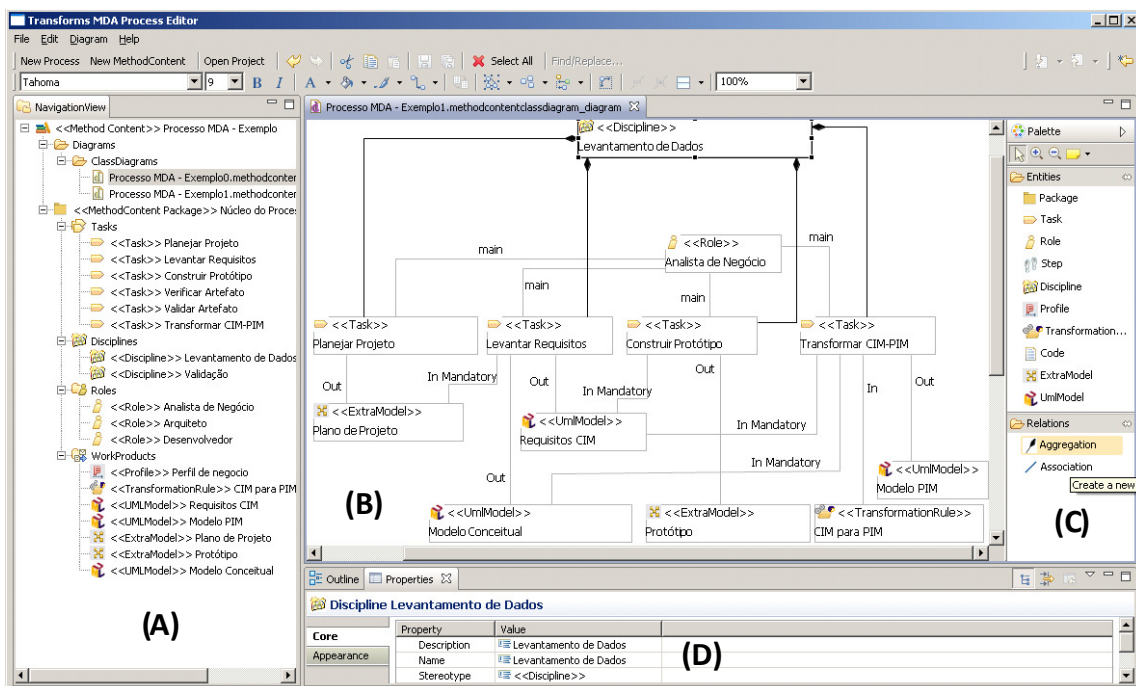 Transforms MDA Process Editor
File Edit Diagram Help
New Process New MethodContent Open Project Select All Find/Replace...
Tahoma 9 B I A 100%
NavigationView
<<Method Content>> Processo MDA - Exemplo
Diagrams
ClassDiagrams
Processo MDA - Exemplo0.methodconter
Processo MDA - Exemplo1.methodconter
<<MethodContent Package>> Núcleo do Proces
Tasks
<<Task>> Planejar Projeto
<<Task>> Levantar Requisitos
<<Task>> Construir Protótipo
<<Task>> Verificar Artefato
<<Task>> Validar Artefato
<<Task>> Transformar CIM-PIM
Disciplines
<<Discipline>> Levantamento de Dados
<<Discipline>> Validação
Roles
<<Role>> Analista de Negócio
<<Role>> Arquiteto
<<Role>> Desenvolvedor
WorkProducts
<<Profile>> Perfil de negocio
<<TransformationRule>> CIM para PIM
<<UMLModel>> Requisitos CIM
<<UMLModel>> Modelo PIM
<<ExtraModel>> Plano de Projeto
<<ExtraModel>> Protótipo
<<UMLModel>> Modelo Conceitual
(A)
Processo MDA - Exemplo1.methodcontentclassdiagram_diagram
<<Discipline>>
Levantamento de Dados
<<Role>>
Analista de Negócio
main
main
main
main
<<Task>>
Planejar Projeto
<<Task>>
Levantar Requisitos
<<Task>>
Construir Protótipo
<<Task>>
Transformar CIM-PIM
Out
In Mandatory
Out
In Mandatory
Out
In
Out
<<ExtraModel>>
Plano de Projeto
<<UmlModel>>
Requisitos CIM
In Mandatory
In Mandatory
Out
<<UmlModel>>
Modelo PIM
(B)
<<UmlModel>>
Modelo Conceitual
<<ExtraModel>>
Protótipo
<<TransformationRule>>
CIM para PIM
Palette
Entities
Package
Task
Role
Step
Discipline
Profile
Transformation...
Code
ExtraModel
UmlModel
Relations
Aggregation
Association
Create a new
(C)
Outline Properties
Discipline Levantamento de Dados
Core
Appearance
Property Value
Description Levantamento de Dados
Name Levantamento de Dados
Stereotype <<Discipline>>
(D)